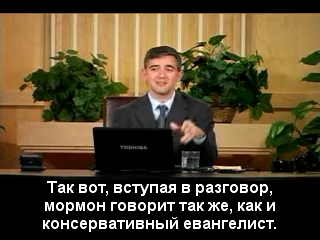 TOSHIBA
Так вот, вступая в разговор,
мормон говорит так же, как и
консервативный евангелист.